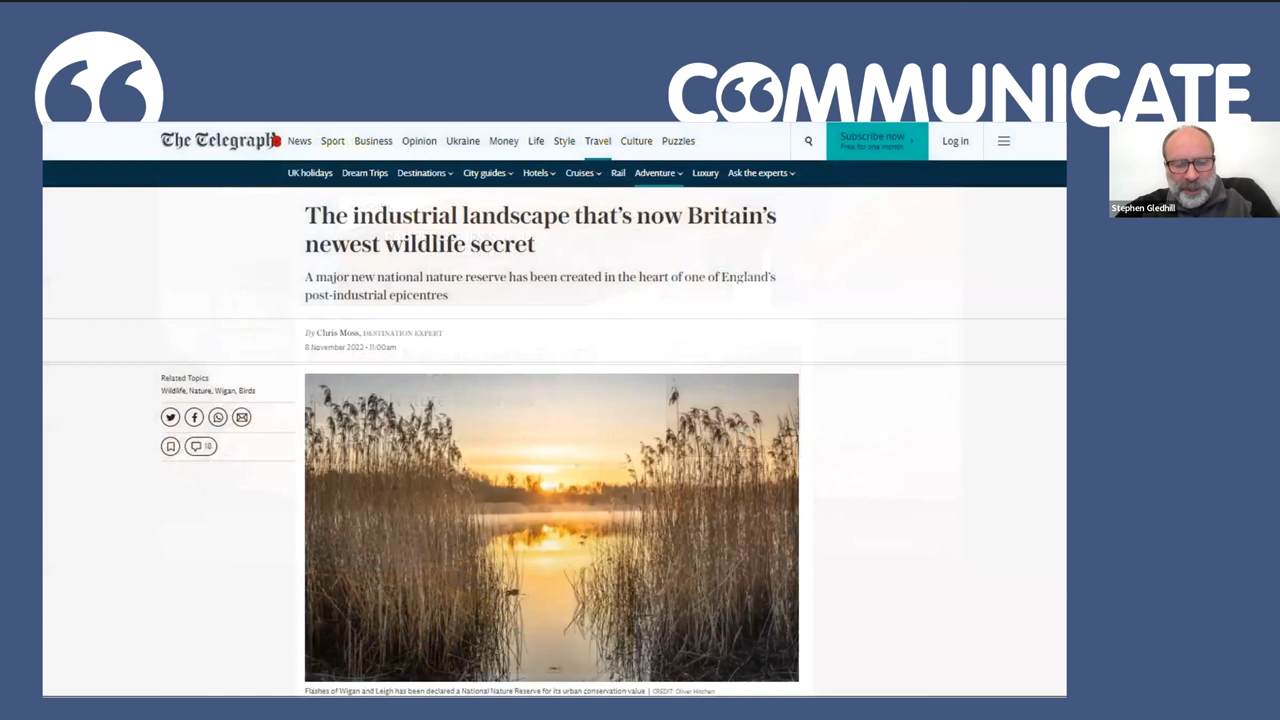 COMMUNICATE
The Telegraph News Sport Business Opinion Ukraine Money Life Style Travel Culture Puzzles Subscribe now Log in
Free for one month
UK holidays Dream Trips Destinations City guides Hotels Cruises Rail Adventure Luxury Ask the experts
Stephen Gledhill
The industrial landscape that's now Britain's
newest wildlife secret
A major new national nature reserve has been created in the heart of one of England's
post-industrial epicentres
By Chris Moss, DESTINATION EXPERT
8 November 2022 • 11:00am
Related Topics
Wildlife, Nature, Wigan, Birds
18
Flashes of Wigan and Leigh has been declared a National Nature Reserve for its urban conservation value | CREDIT: Oliver Hitchen